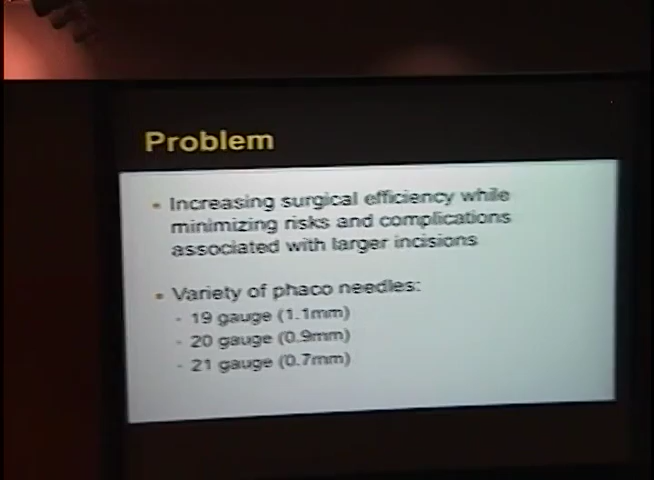 Problem
• Increasing surgical efficiency while
minimizing risks and complications
associated with larger incisions
• Variety of phaco needles:
- 19 gauge (1.1mm)
- 20 gauge (0.9mm)
- 21 gauge (0.7mm)